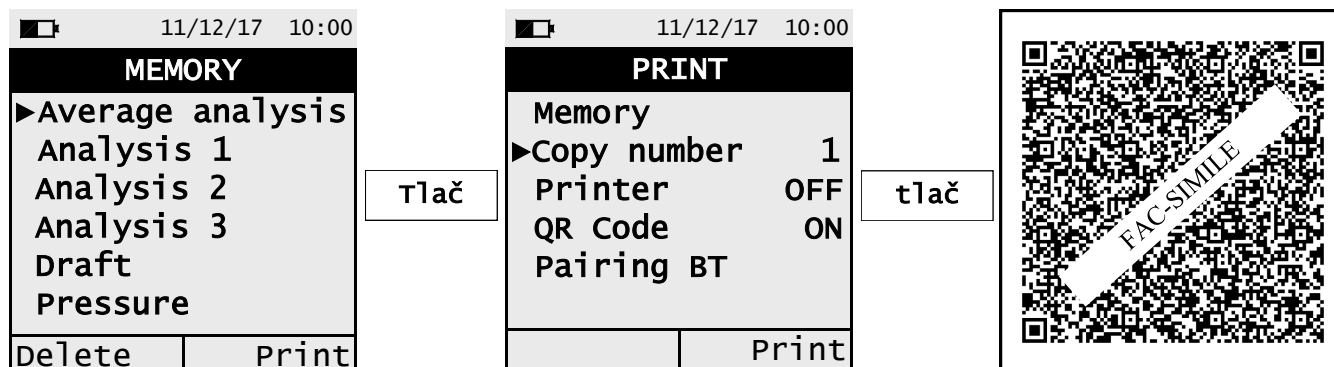 11/12/17 10:00
MEMORY
►Average analysis
Analysis 1
Analysis 2
Analysis 3
Draft
Pressure
Delete Print
Tlač
11/12/17 10:00
PRINT
Memory
►Copy number 1
Printer OFF
QR Code ON
Pairing BT
Print
tlač
FAC-SIMILE